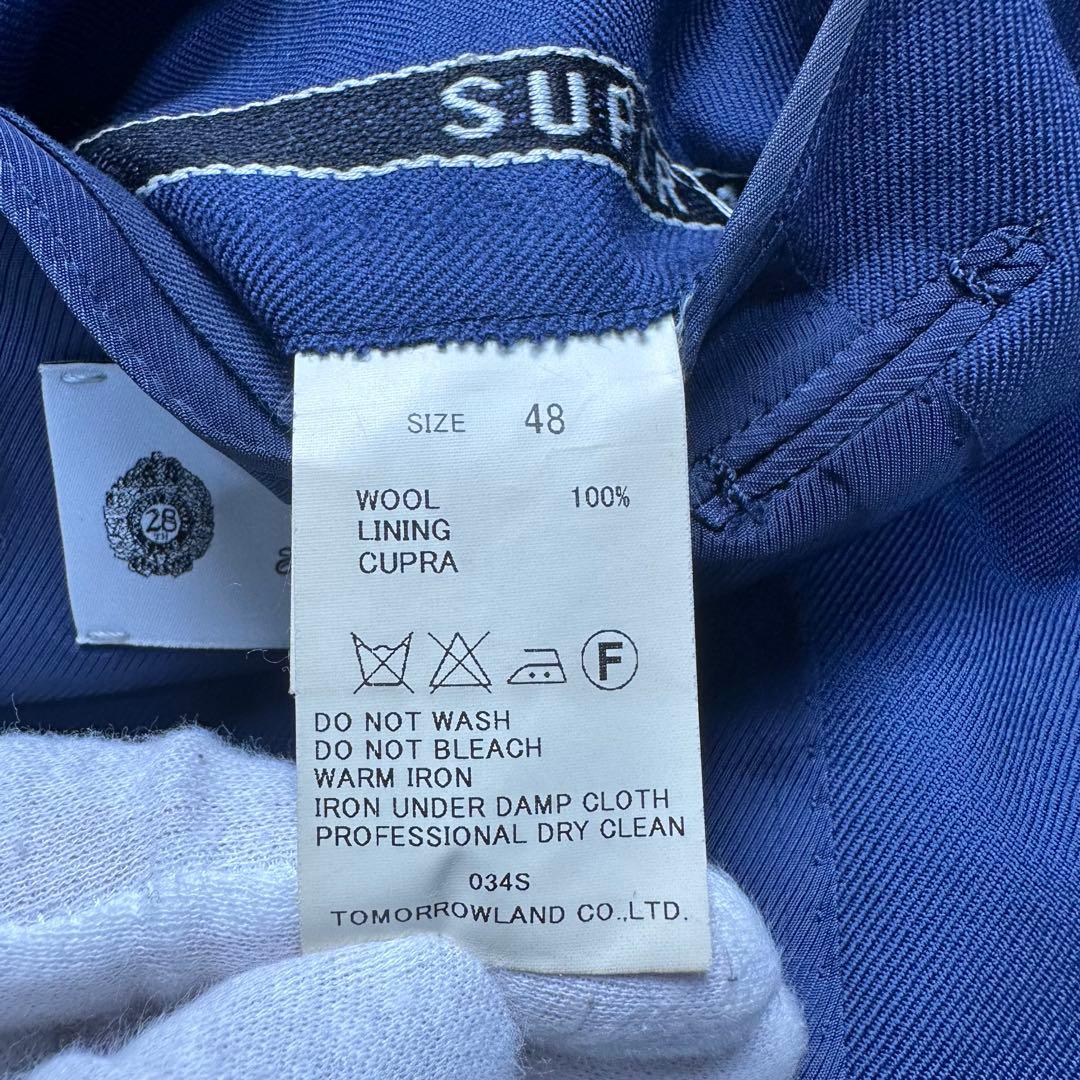 SUP
28
SIZE 48
WOOL 100%
LINING
CUPRA
F
DO NOT WASH
DO NOT BLEACH
WARM IRON
IRON UNDER DAMP CLOTH
PROFESSIONAL DRY CLEAN
034S
TOMORROWLAND CO.,LTD.